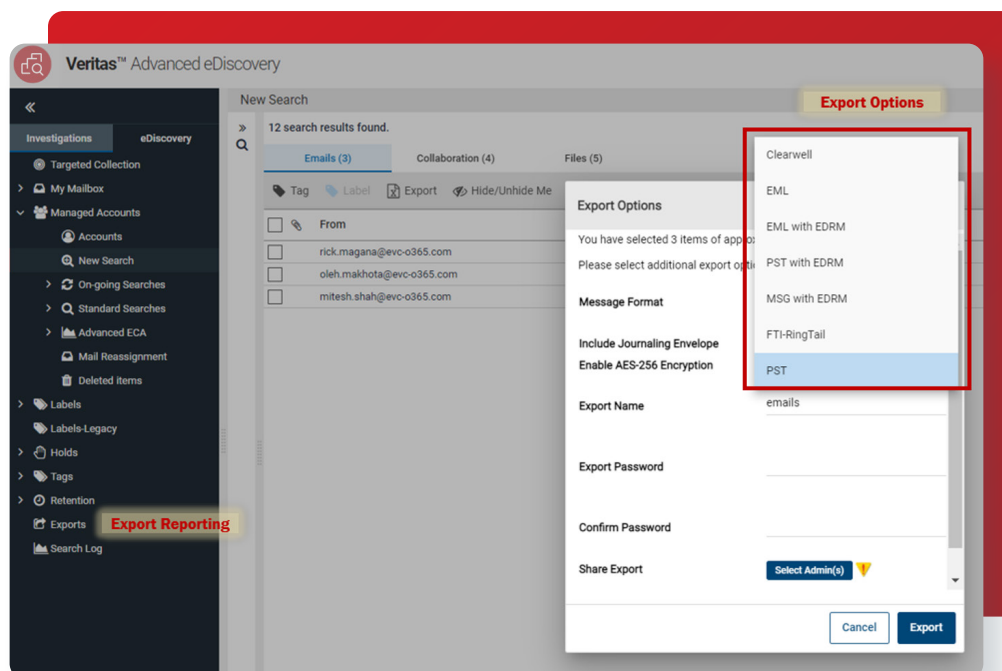 Veritas™ Advanced eDiscovery
«
Investigations
eDiscovery
Targeted Collection
> My Mailbox
Managed Accounts
Accounts
New Search
> On-going Searches
> Standard Searches
> Advanced ECA
Mail Reassignment
Deleted items
> Labels
Labels-Legacy
> Holds
> Tags
> Retention
Exports
Export Reporting
Search Log
New Search
Export Options
»
12 search results found.
Emails (3)
Collaboration (4)
Files (5)
Tag
Label
Export
Hide/Unhide Me
From
rick.magana@evc-o365.com
oleh.makhota@evc-o365.com
mitesh.shah@evc-o365.com
Export Options
You have selected 3 items of
Please select additional export
Message Format
Clearwell
EML
EML with EDRM
PST with EDRM
MSG with EDRM
FTI-RingTail
PST
Include Journaling Envelope
Enable AES-256 Encryption
Export Name
emails
Export Password
Confirm Password
Share Export
Select Admin(s)
Cancel
Export